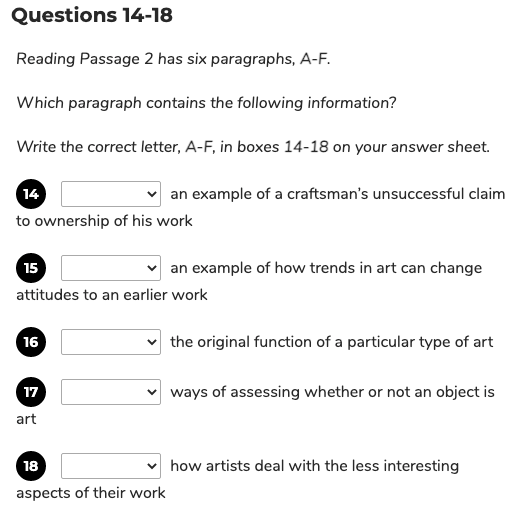 Questions 14-18
Reading Passage 2 has six paragraphs, A-F.
Which paragraph contains the following information?
Write the correct letter, A-F, in boxes 14-18 on your answer sheet.
14 an example of a craftsman's unsuccessful claim
to ownership of his work
15 an example of how trends in art can change
attitudes to an earlier work
16 the original function of a particular type of art
17 ways of assessing whether or not an object is
art
18 how artists deal with the less interesting
aspects of their work